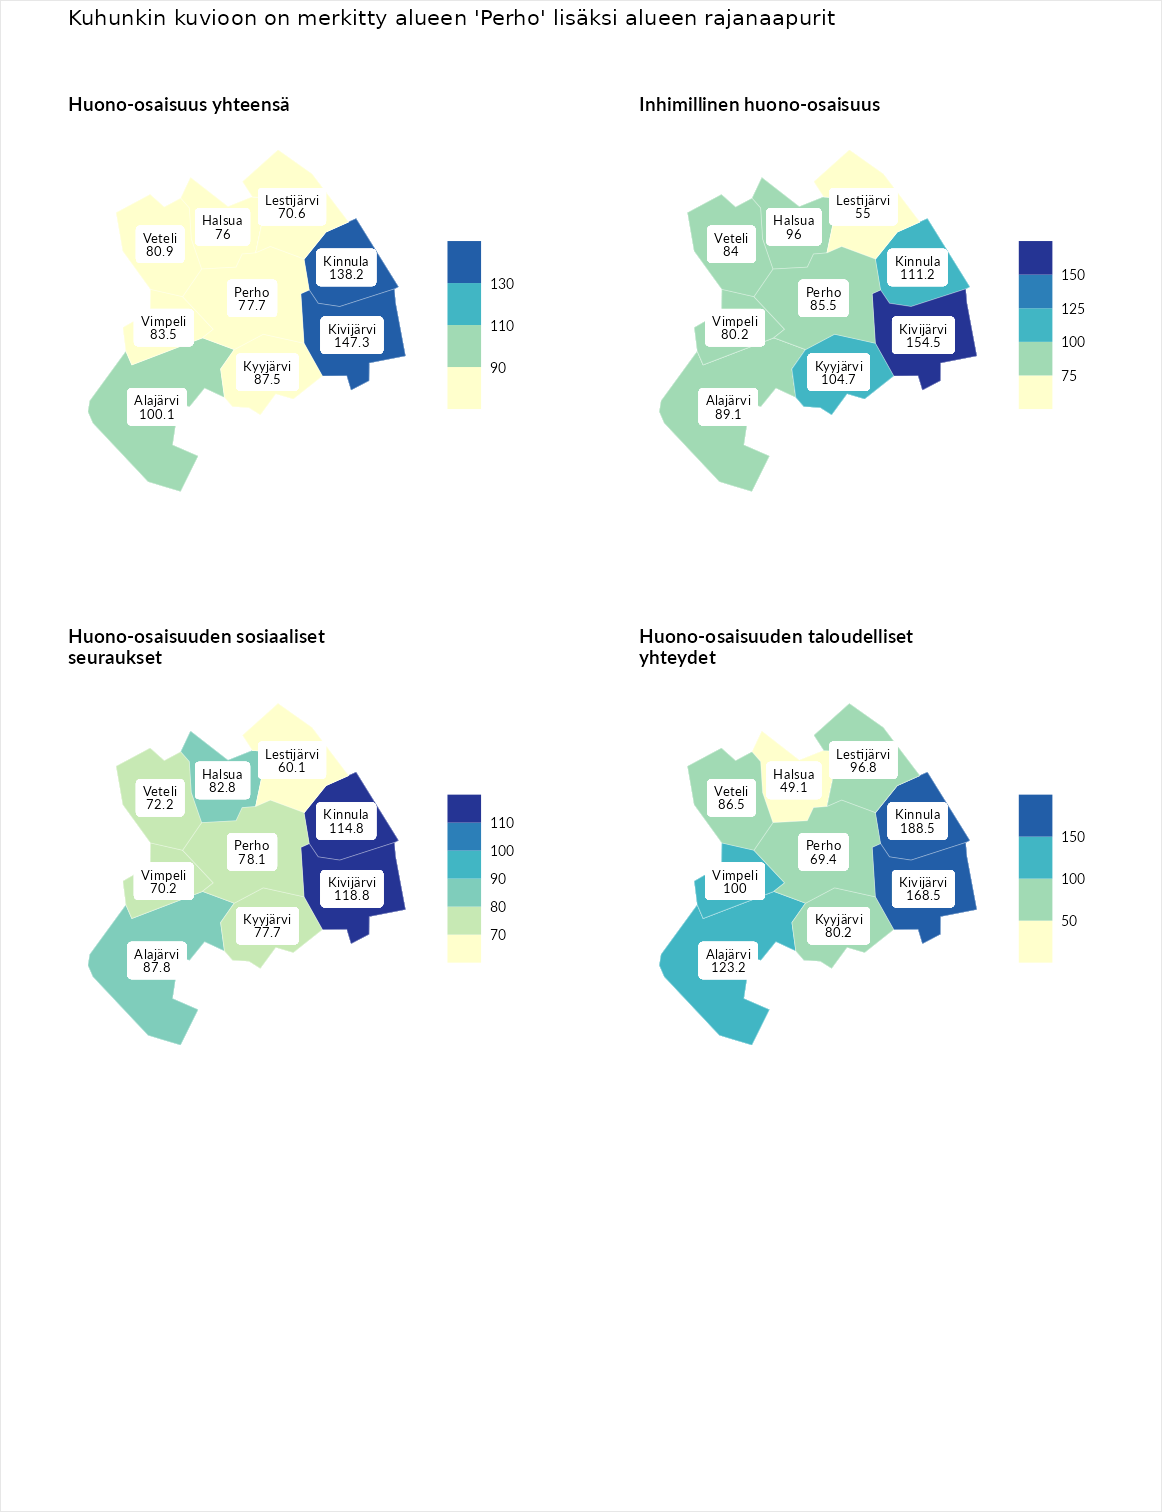 Kuhunkin kuvioon on merkitty alueen 'Perho' lisäksi alueen rajanaapurit
Huono-osaisuus yhteensä
Lestijärvi
70.6
Halsua
76
Veteli
80.9
Kinnula
138.2
Perho
77.7
Vimpeli
83.5
Kivijärvi
147.3
Kyyjärvi
87.5
Alajärvi
100.1
130
110
90
Inhimillinen huono-osaisuus
Lestijärvi
55
Halsua
96
Veteli
84
Kinnula
111.2
Perho
85.5
Vimpeli
80.2
Kivijärvi
154.5
Kyyjärvi
104.7
Alajärvi
89.1
150
125
100
75
Huono-osaisuuden sosiaaliset
seuraukset
Lestijärvi
60.1
Halsua
82.8
Veteli
72.2
Kinnula
114.8
Perho
78.1
Vimpeli
70.2
Kivijärvi
118.8
Kyyjärvi
77.7
Alajärvi
87.8
110
100
90
80
70
Huono-osaisuuden taloudelliset
yhteydet
Lestijärvi
96.8
Halsua
49.1
Veteli
86.5
Kinnula
188.5
Perho
69.4
Vimpeli
100
Kivijärvi
168.5
Kyyjärvi
80.2
Alajärvi
123.2
150
100
50